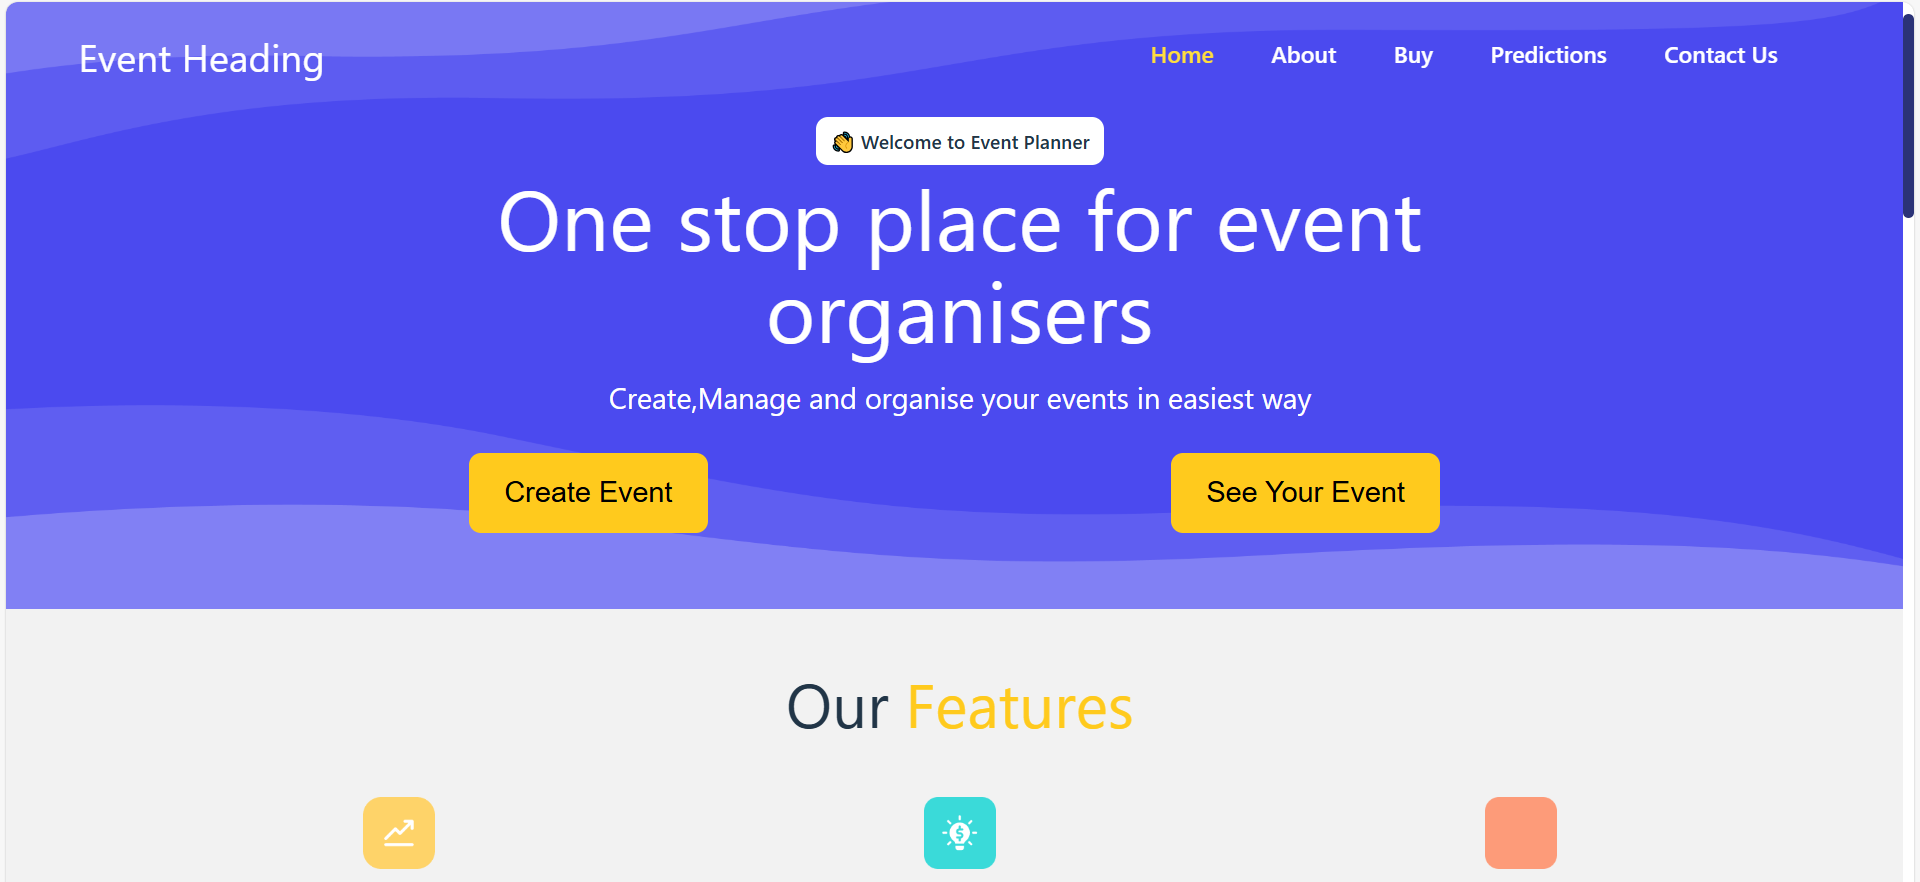 Event Heading
Home About Buy Predictions Contact Us
👋 Welcome to Event Planner
One stop place for event
organisers
Create,Manage and organise your events in easiest way
Create Event See Your Event
Our Features